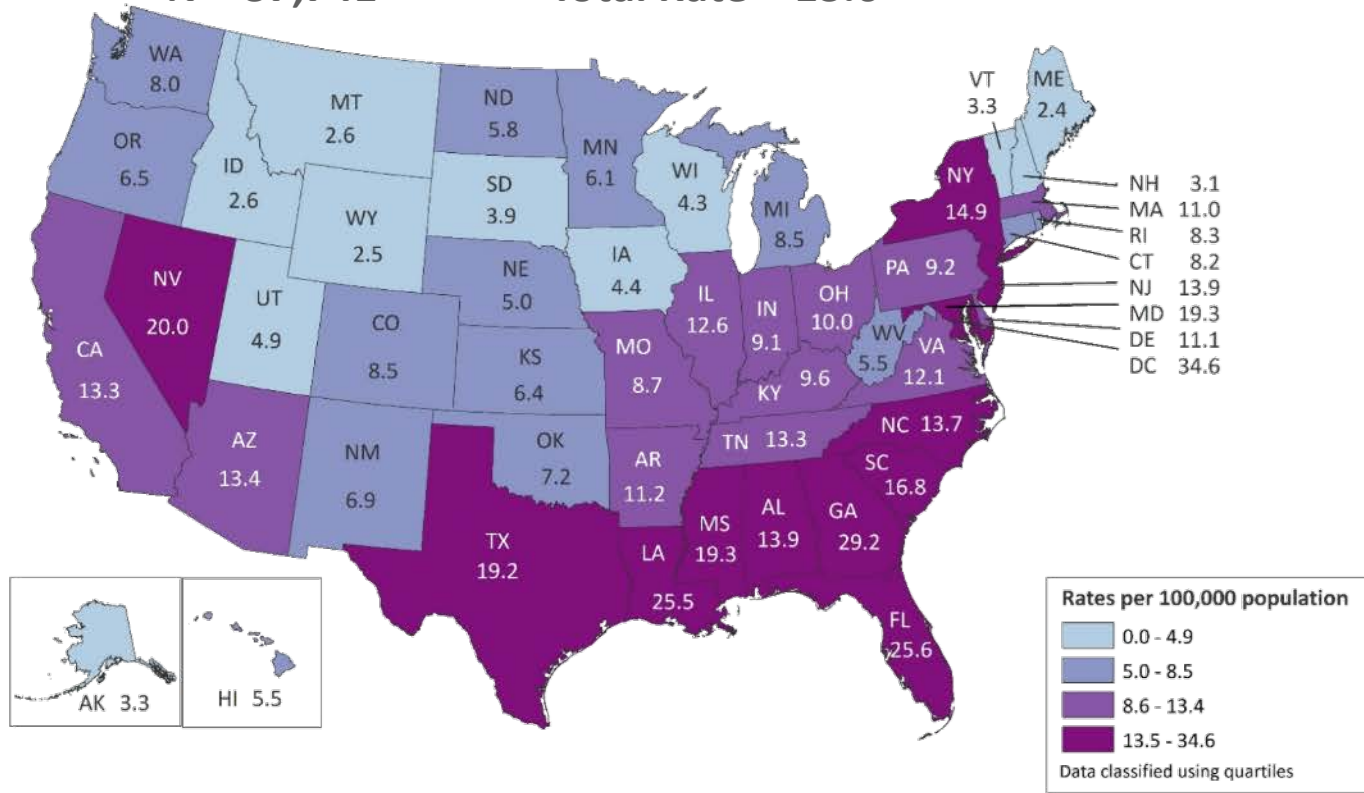 WA
8.0
MT
2.6
ND
5.8
MN
6.1
VT
3.3
ME
2.4
OR
6.5
ID
2.6
WY
2.5
SD
3.9
WI
4.3
MI
8.5
NY
14.9
NH 3.1
MA 11.0
RI 8.3
CT 8.2
NJ 13.9
MD 19.3
DE 11.1
DC 34.6
NV
20.0
UT
4.9
CO
8.5
NE
5.0
IA
4.4
IL
12.6
IN
9.1
OH
10.0
PA 9.2
WV
5.5
VA
12.1
CA
13.3
KS
6.4
MO
8.7
KY 9.6
AZ
13.4
NM
6.9
OK
7.2
AR
11.2
TN 13.3
NC 13.7
SC
16.8
TX
19.2
LA
25.5
MS
19.3
AL
13.9
GA
29.2
FL
25.6
AK 3.3
HI 5.5
Rates per 100,000 population
0.0 - 4.9
5.0 - 8.5
8.6 - 13.4
13.5 - 34.6
Data classified using quartiles